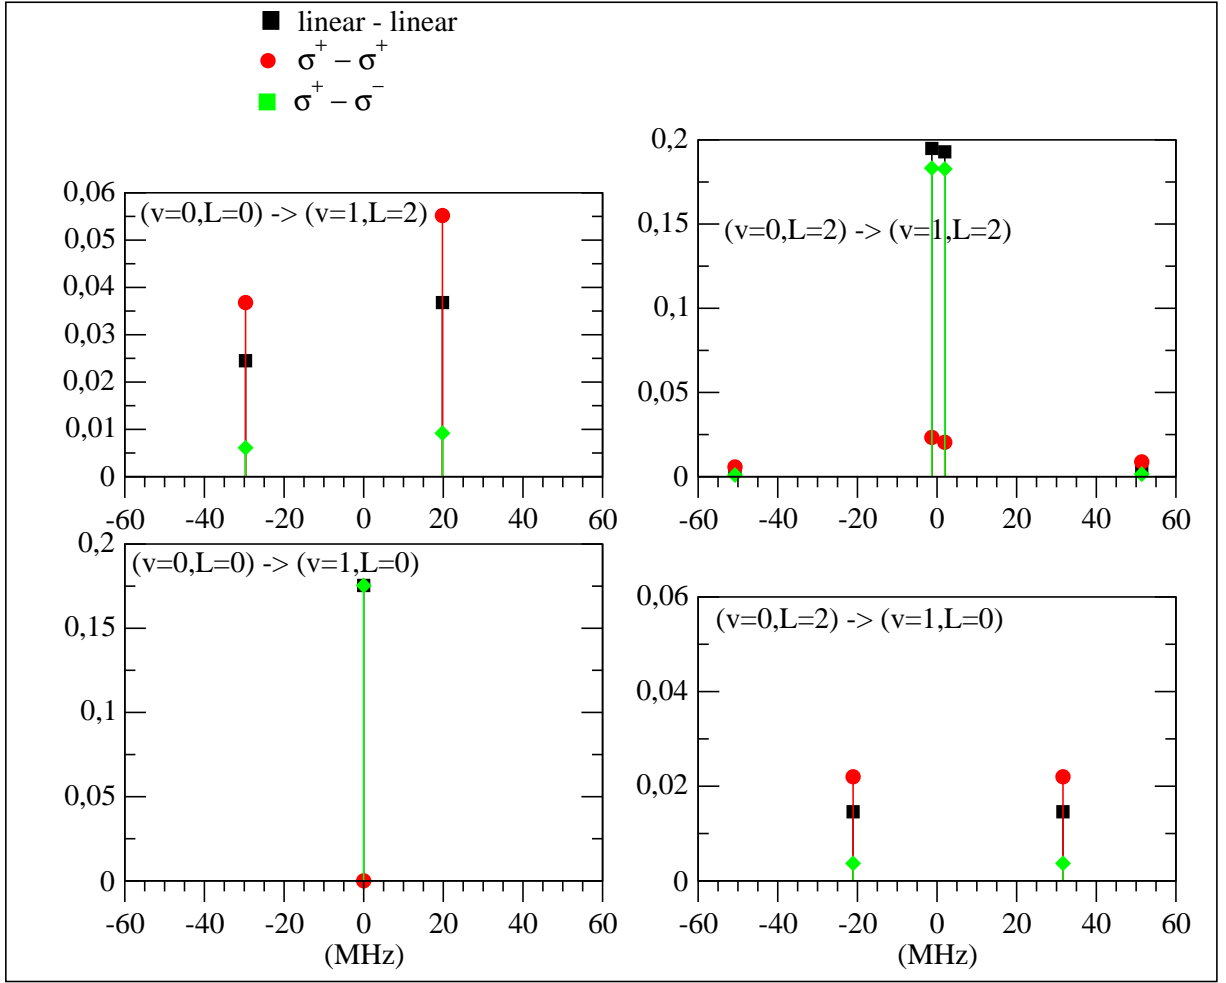 linear - linear
σ⁺ − σ⁺
σ⁺ − σ⁻
0,06
0,05
0,04
0,03
0,02
0,01
0
(v=0,L=0) -> (v=1,L=2)
-60 -40 -20 0 20 40 60
0,2
0,15
0,1
0,05
0
(v=0,L=2) -> (v=1,L=2)
-60 -40 -20 0 20 40 60
0,2
0,15
0,1
0,05
0
(v=0,L=0) -> (v=1,L=0)
-60 -40 -20 0 20 40 60
(MHz)
0,06
0,04
0,02
0
(v=0,L=2) -> (v=1,L=0)
-60 -40 -20 0 20 40 60
(MHz)